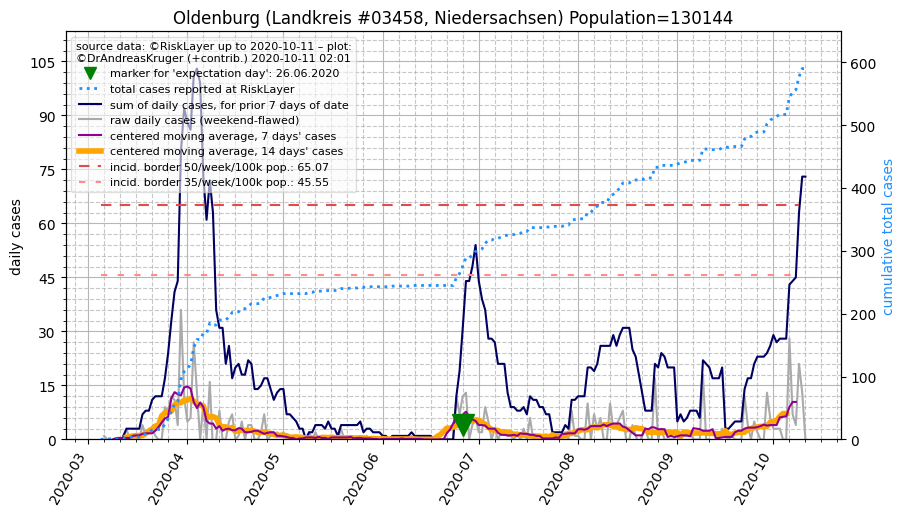 Oldenburg (Landkreis #03458, Niedersachsen) Population=130144
source data: ©RiskLayer up to 2020-10-11 – plot:
©DrAndreasKruger (+contrib.) 2020-10-11 02:01
marker for 'expectation day': 26.06.2020
total cases reported at RiskLayer
sum of daily cases, for prior 7 days of date
raw daily cases (weekend-flawed)
centered moving average, 7 days' cases
centered moving average, 14 days' cases
incid. border 50/week/100k pop.: 65.07
incid. border 35/week/100k pop.: 45.55
daily cases
105
90
75
60
45
30
15
0
cumulative total cases
600
500
400
300
200
100
0
2020-03
2020-04
2020-05
2020-06
2020-07
2020-08
2020-09
2020-10